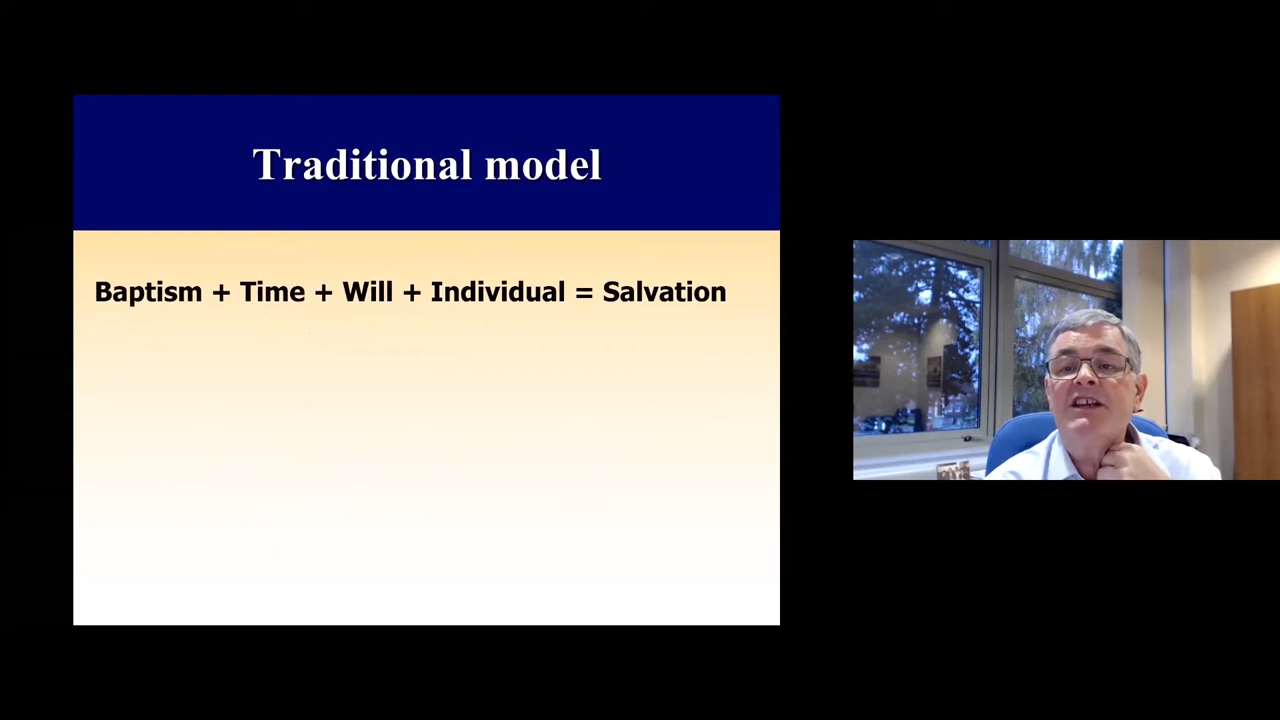 Traditional model
Baptism + Time + Will + Individual = Salvation